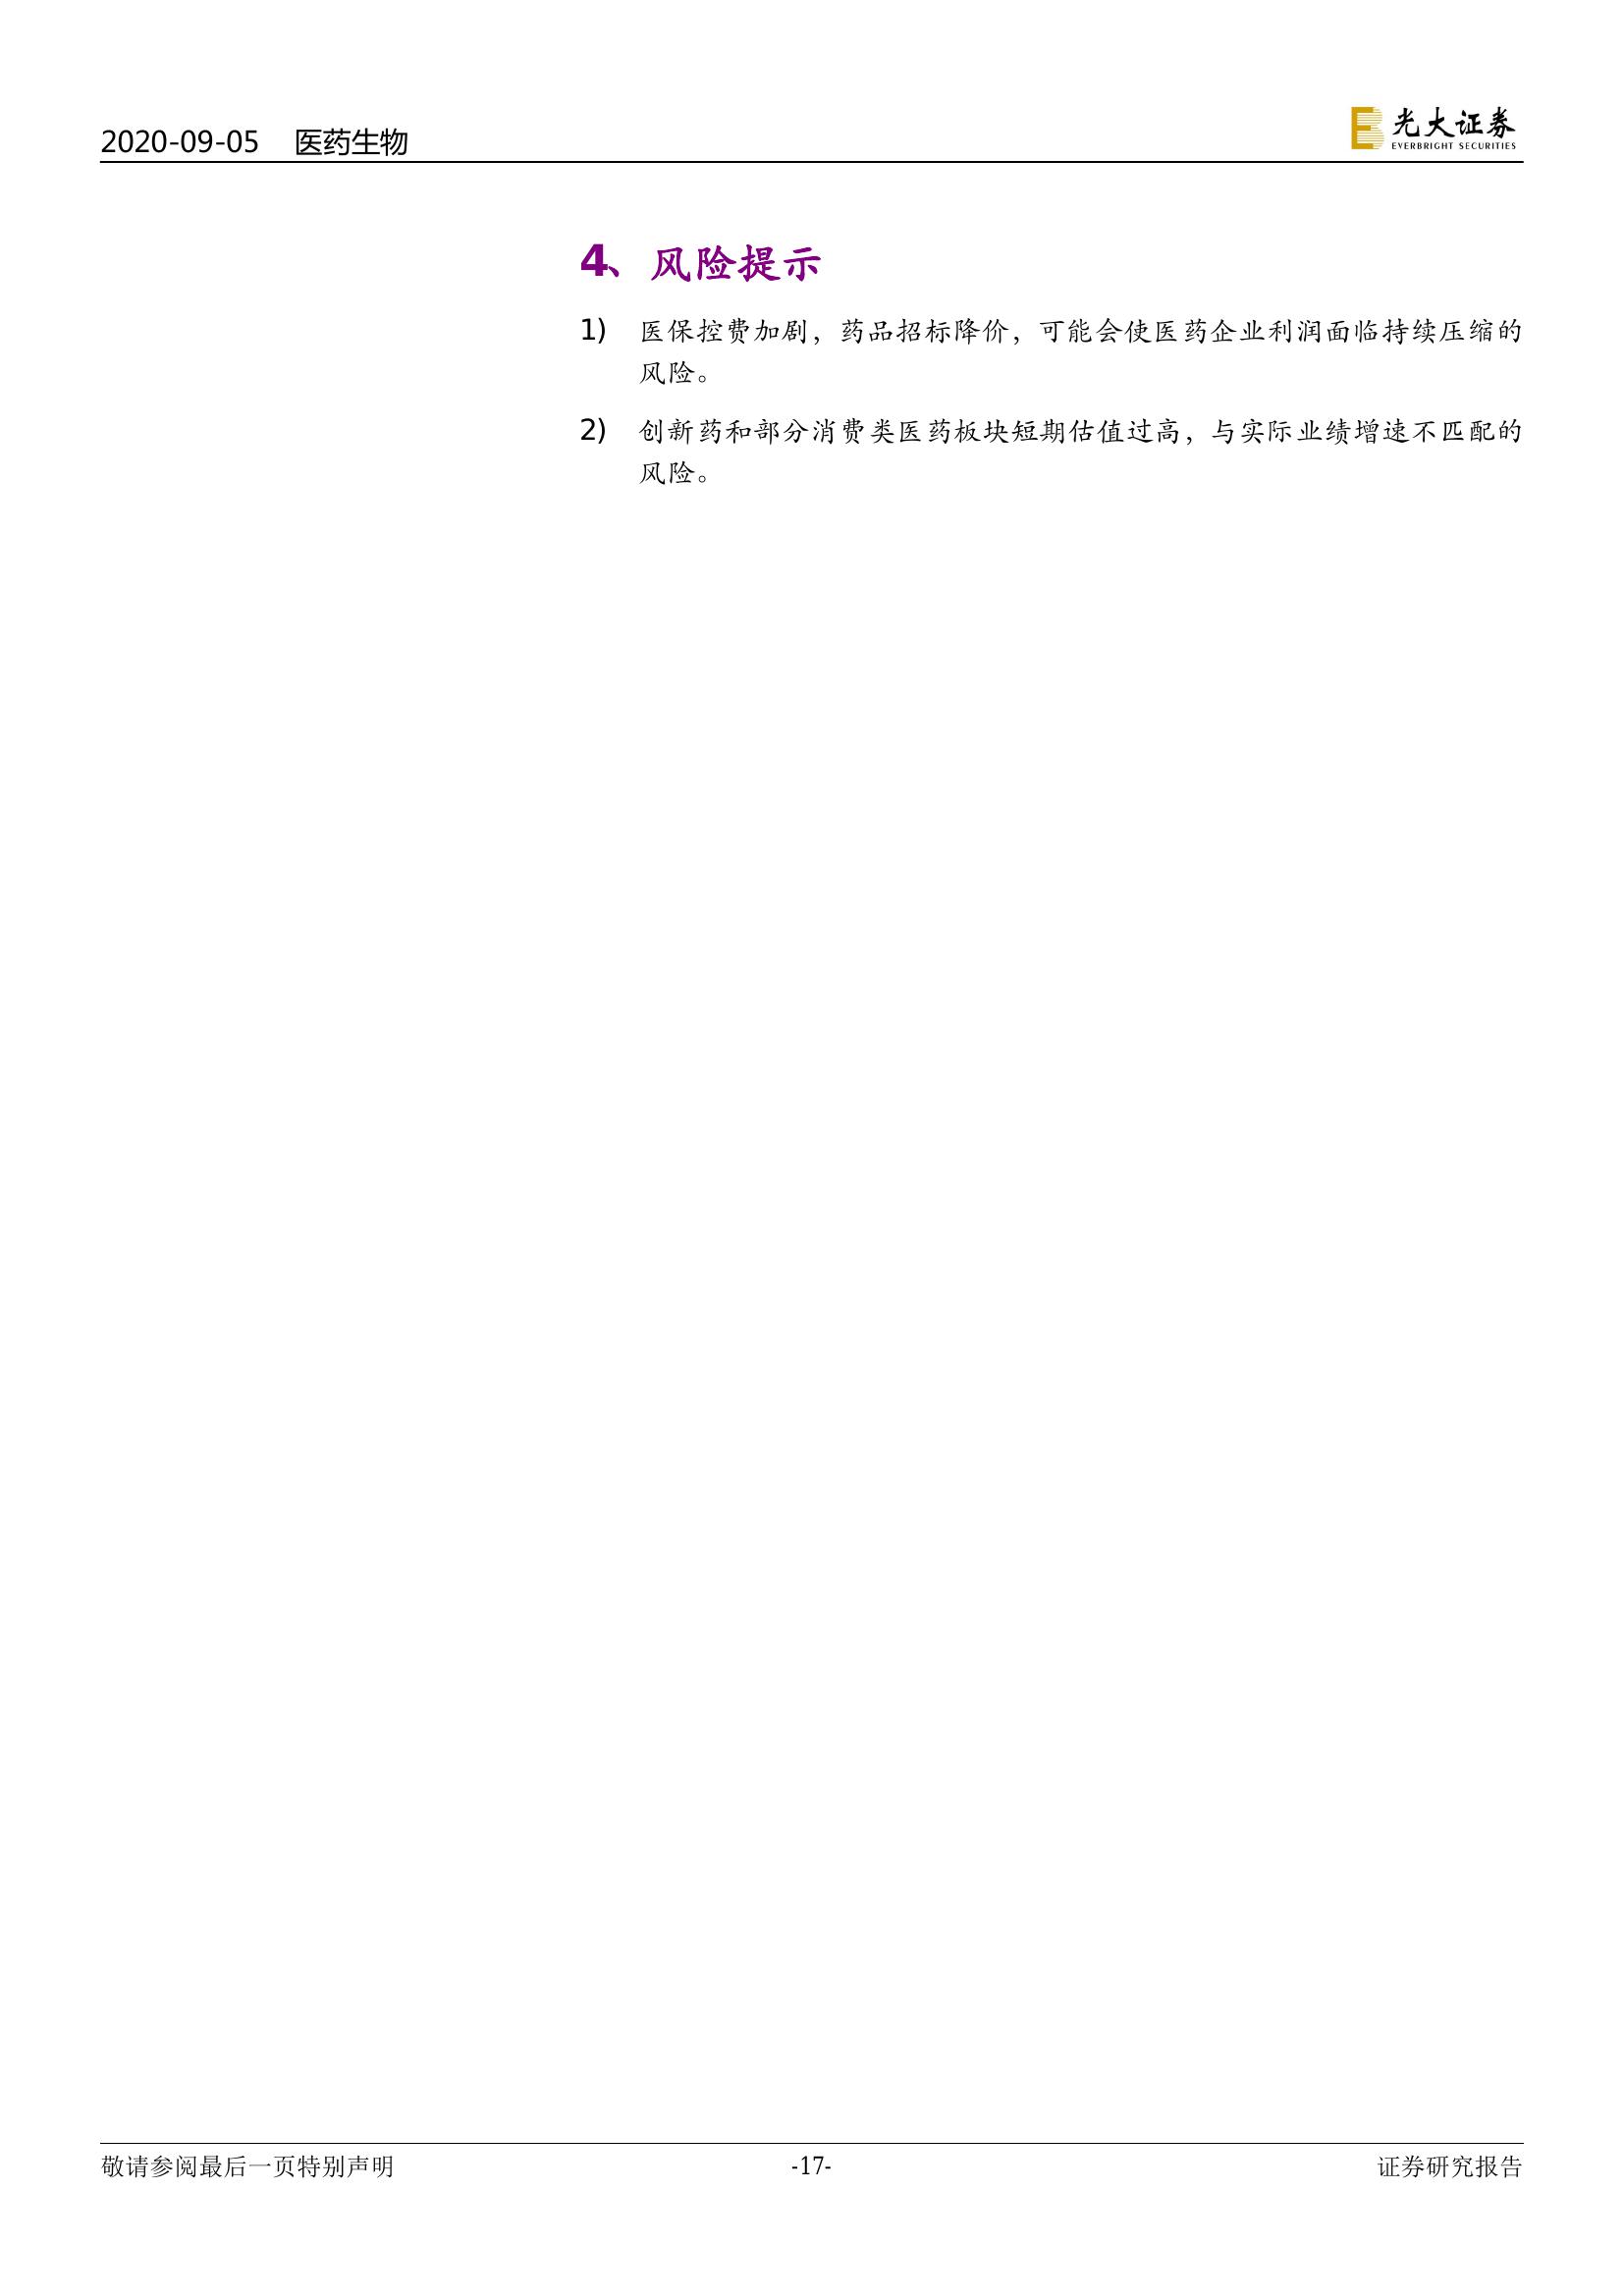 2020-09-05 医药生物
光大证券
EVERBRIGHT SECURITIES
4、风险提示
1) 医保控费加剧，药品招标降价，可能会使医药企业利润面临持续压缩的
风险。
2) 创新药和部分消费类医药板块短期估值过高，与实际业绩增速不匹配的
风险。
敬请参阅最后一页特别声明 -17- 证券研究报告